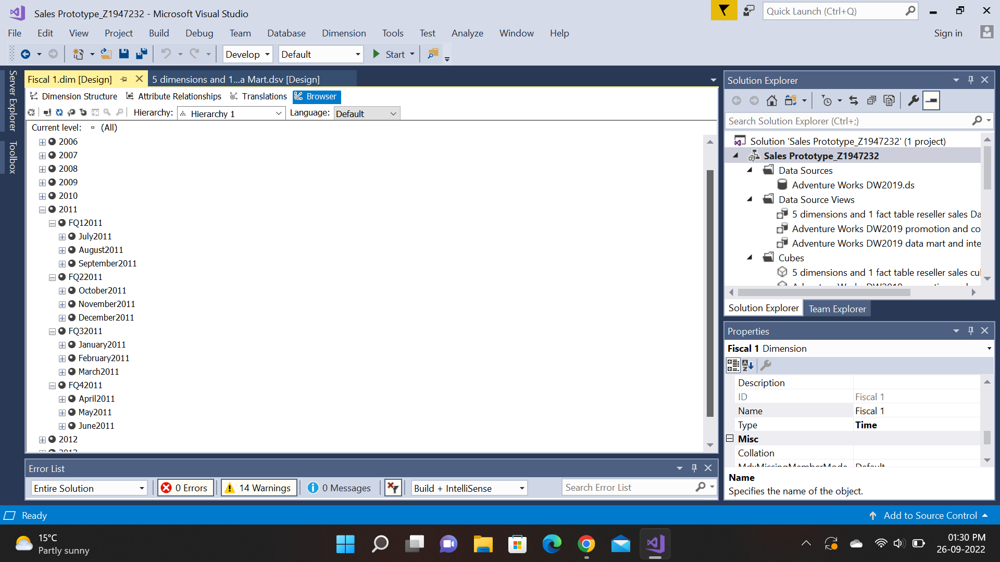 Sales Prototype_Z1947232 - Microsoft Visual Studio
Quick Launch (Ctrl+Q)
File Edit View Project Build Debug Team Database Dimension Tools Test Analyze Window Help
Sign in
Develop Default Start
Server Explorer
Toolbox
Fiscal 1.dim [Design] 5 dimensions and 1...a Mart.dsv [Design]
Dimension Structure Attribute Relationships Translations Browser
Hierarchy: Hierarchy 1 Language: Default
Current level: (All)
2006
2007
2008
2009
2010
2011
FQ12011
July2011
August2011
September2011
FQ22011
October2011
November2011
December2011
FQ32011
January2011
February2011
March2011
FQ42011
April2011
May2011
June2011
2012
Error List
Entire Solution 0 Errors 14 Warnings 0 Messages Build + IntelliSense Search Error List
Solution Explorer
Search Solution Explorer (Ctrl+;)
Solution 'Sales Prototype_Z1947232' (1 project)
Sales Prototype_Z1947232
Data Sources
Adventure Works DW2019.ds
Data Source Views
5 dimensions and 1 fact table reseller sales Da
Adventure Works DW2019 promotion and co
Adventure Works DW2019 data mart and inte
Cubes
5 dimensions and 1 fact table reseller sales cu
Solution Explorer Team Explorer
Properties
Fiscal 1 Dimension
Description
ID Fiscal 1
Name Fiscal 1
Type Time
Misc
Collation
MdxMissingMemberMode Default
Name
Specifies the name of the object.
Ready
Add to Source Control
15°C
Partly sunny
01:30 PM
26-09-2022